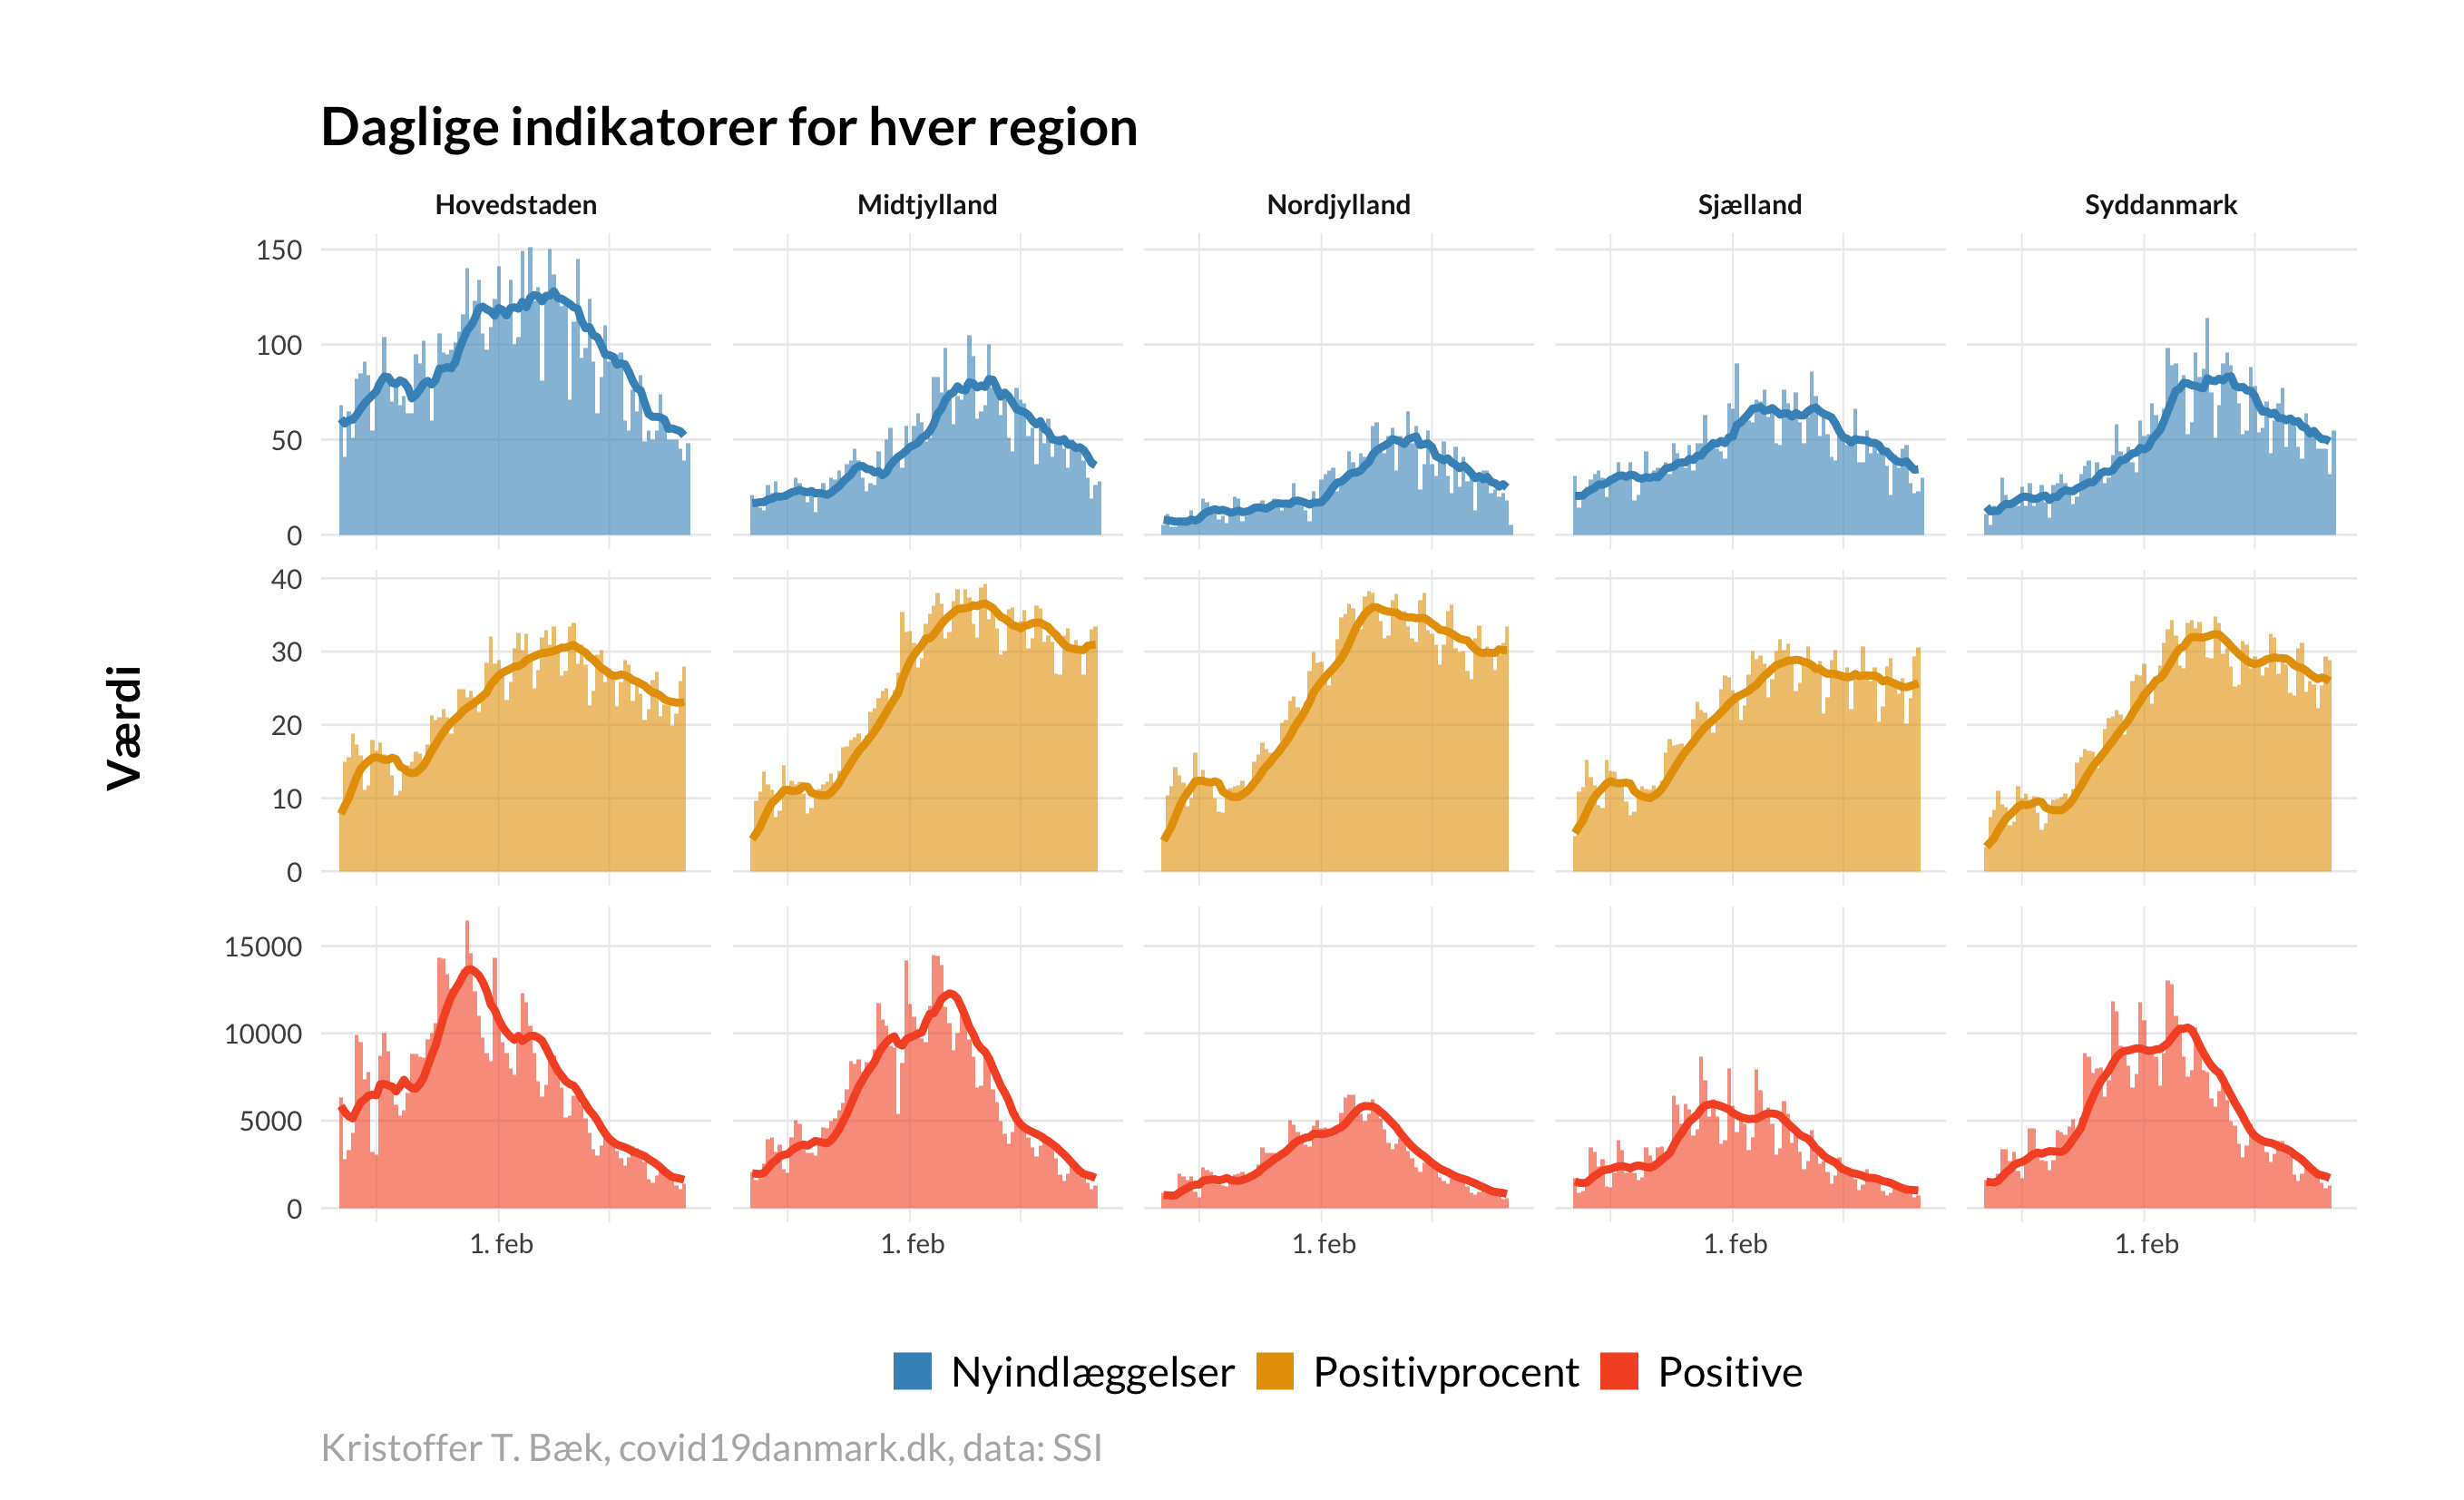 Daglige indikatorer for hver region
Hovedstaden Midtjylland Nordjylland Sjælland Syddanmark
150
100
50
0
40
30
20
10
0
15000
10000
5000
0
Værdi
1. feb 1. feb 1. feb 1. feb 1. feb
Nyindlæggelser Positivprocent Positive
Kristoffer T. Bæk, covid19danmark.dk, data: SSI